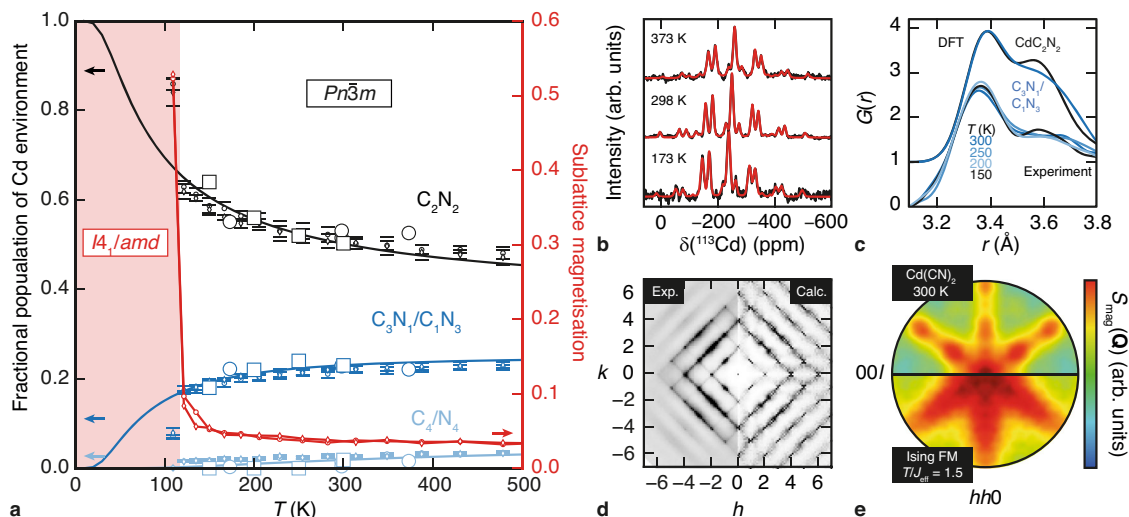 1.0
0.8
0.6
0.4
0.2
0.0
Fractional popualation of Cd environment
I4₁/amd
Pn3̄m
C₂N₂
C₃N₁/C₁N₃
C₄/N₄
0.6
0.5
0.4
0.3
0.2
0.1
0.0
Sublattice magnetisation
0 100 200 300 400 500
a T (K)
373 K
298 K
173 K
Intensity (arb. units)
0 −200 −400 −600
b δ(¹¹³Cd) (ppm)
4
3
2
1
0
G(r)
DFT CdC₂N₂
C₃N₁/
C₁N₃
T (K)
300
250
200
150
Experiment
3.2 3.4 3.6 3.8
c r (Å)
Exp. Calc.
6
4
2
k 0
−2
−4
−6
−6 −4 −2 0 2 4 6
d h
Cd(CN)₂
300 K
00l
Ising FM
T/J_eff = 1.5
e hh0
S_mag(Q) (arb. units)